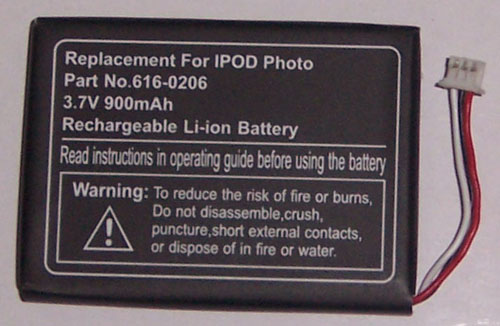 Replacement For IPOD Photo
Part No.616-0206
3.7V 900mAh
Rechargeable Li-ion Battery
Read instructions in operating guide before using the battery
Warning: To reduce the risk of fire or burns,
Do not disassemble,crush,
puncture,short external contacts,
or dispose of in fire or water.